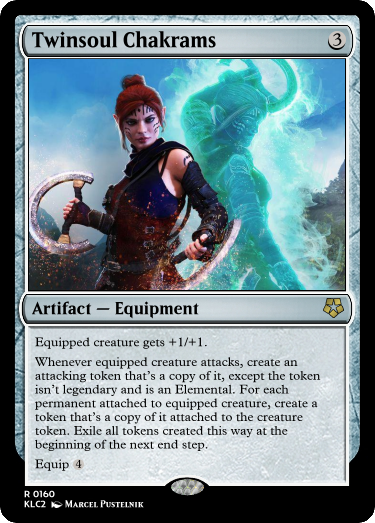 Twinsoul Chakrams 3
Artifact — Equipment
Equipped creature gets +1/+1.
Whenever equipped creature attacks, create an
attacking token that's a copy of it, except the token
isn't legendary and is an Elemental. For each
permanent attached to equipped creature, create a
token that's a copy of it attached to the creature
token. Exile all tokens created this way at the
beginning of the next end step.
Equip 4
R 0160
KLC2 Marcel Pustelnik